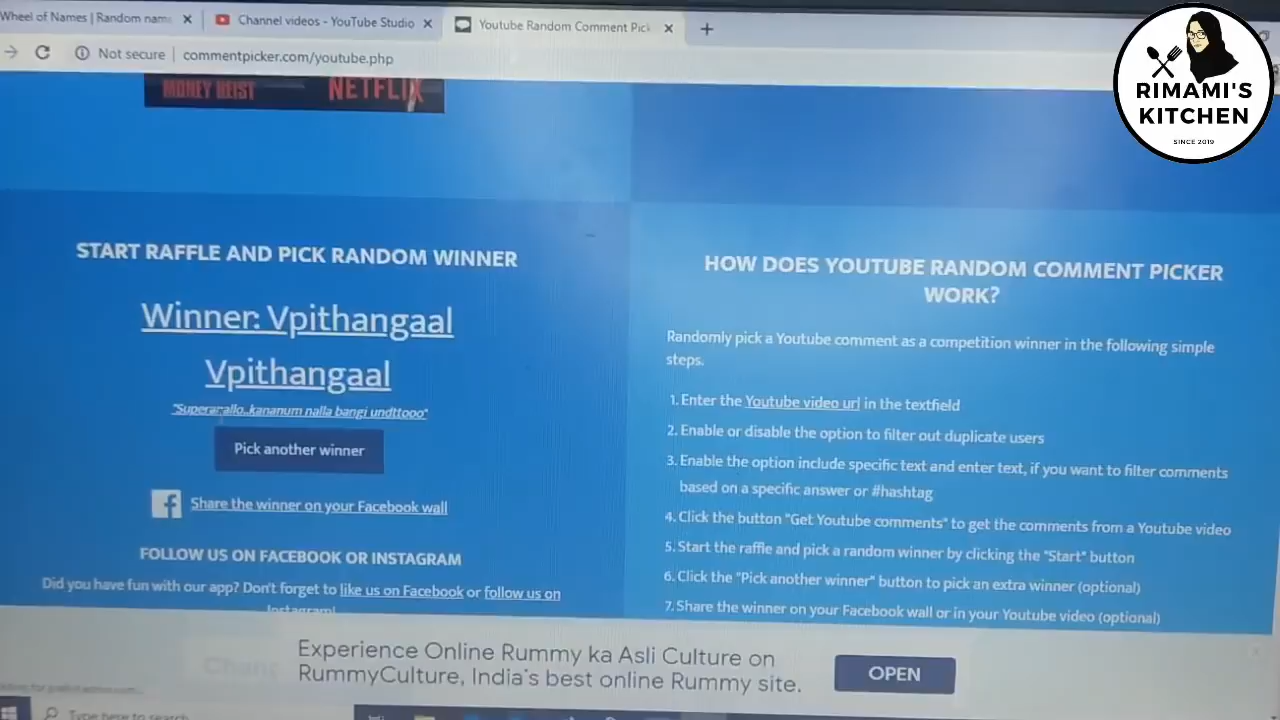 Wheel of Names | Random name
Channel videos - YouTube Studio
Youtube Random Comment Pick
Not secure
commentpicker.com/youtube.php
RIMAMI'S
KITCHEN
SINCE 2019
MONEY HEIST
NETFLIX
START RAFFLE AND PICK RANDOM WINNER
Winner: Vpithangaal
Vpithangaal
kananum nalla bangi undttooo"
Pick another winner
Share the winner on your Facebook wall
FOLLOW US ON FACEBOOK OR INSTAGRAM
Did you have fun with our app? Don't forget to like us on Facebook or follow us on
Instagram!
HOW DOES YOUTUBE RANDOM COMMENT PICKER
WORK?
Randomly pick a Youtube comment as a competition winner in the following simple
steps.
1. Enter the Youtube video url in the textfield
2. Enable or disable the option to filter out duplicate users
3. Enable the option include specific text and enter text, if you want to filter comments
based on a specific answer or #hashtag
4. Click the button "Get Youtube comments" to get the comments from a Youtube video
5. Start the raffle and pick a random winner by clicking the "Start" button
6. Click the "Pick another winner" button to pick an extra winner (optional)
7. Share the winner on your Facebook wall or in your Youtube video (optional)
Experience Online Rummy ka Asli Culture on
RummyCulture, India's best online Rummy site.
OPEN
Type here to search